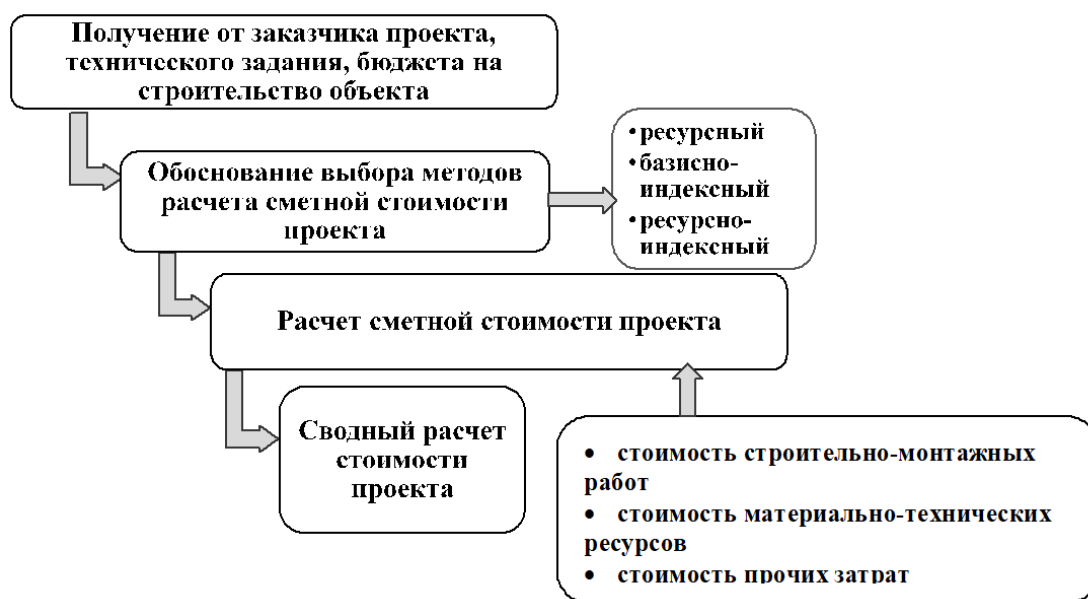 Получение от заказчика проекта,
технического задания, бюджета на
строительство объекта
Обоснование выбора методов
расчета сметной стоимости
проекта
•ресурсный
•базисно-
индексный
•ресурсно-
индексный
Расчет сметной стоимости проекта
Сводный расчет
стоимости
проекта
• стоимость строительно-монтажных
работ
• стоимость материально-технических
ресурсов
• стоимость прочих затрат